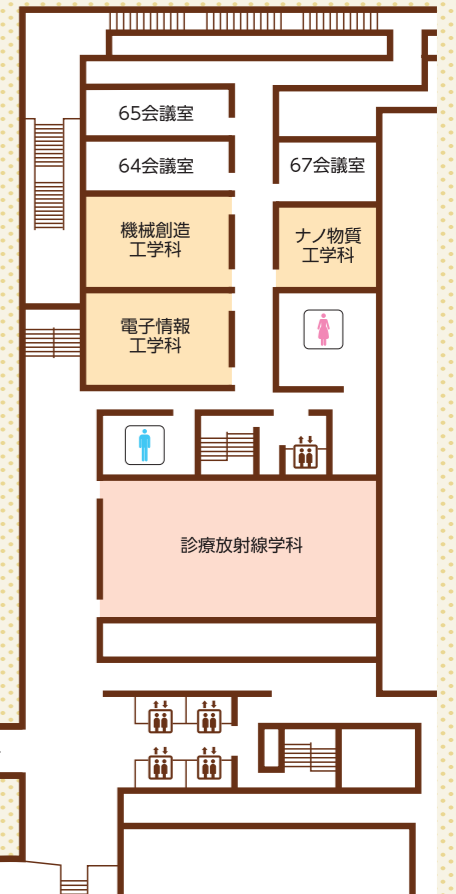 65会議室
64会議室
67会議室
機械創造
工学科
ナノ物質
工学科
電子情報
工学科
診療放射線学科